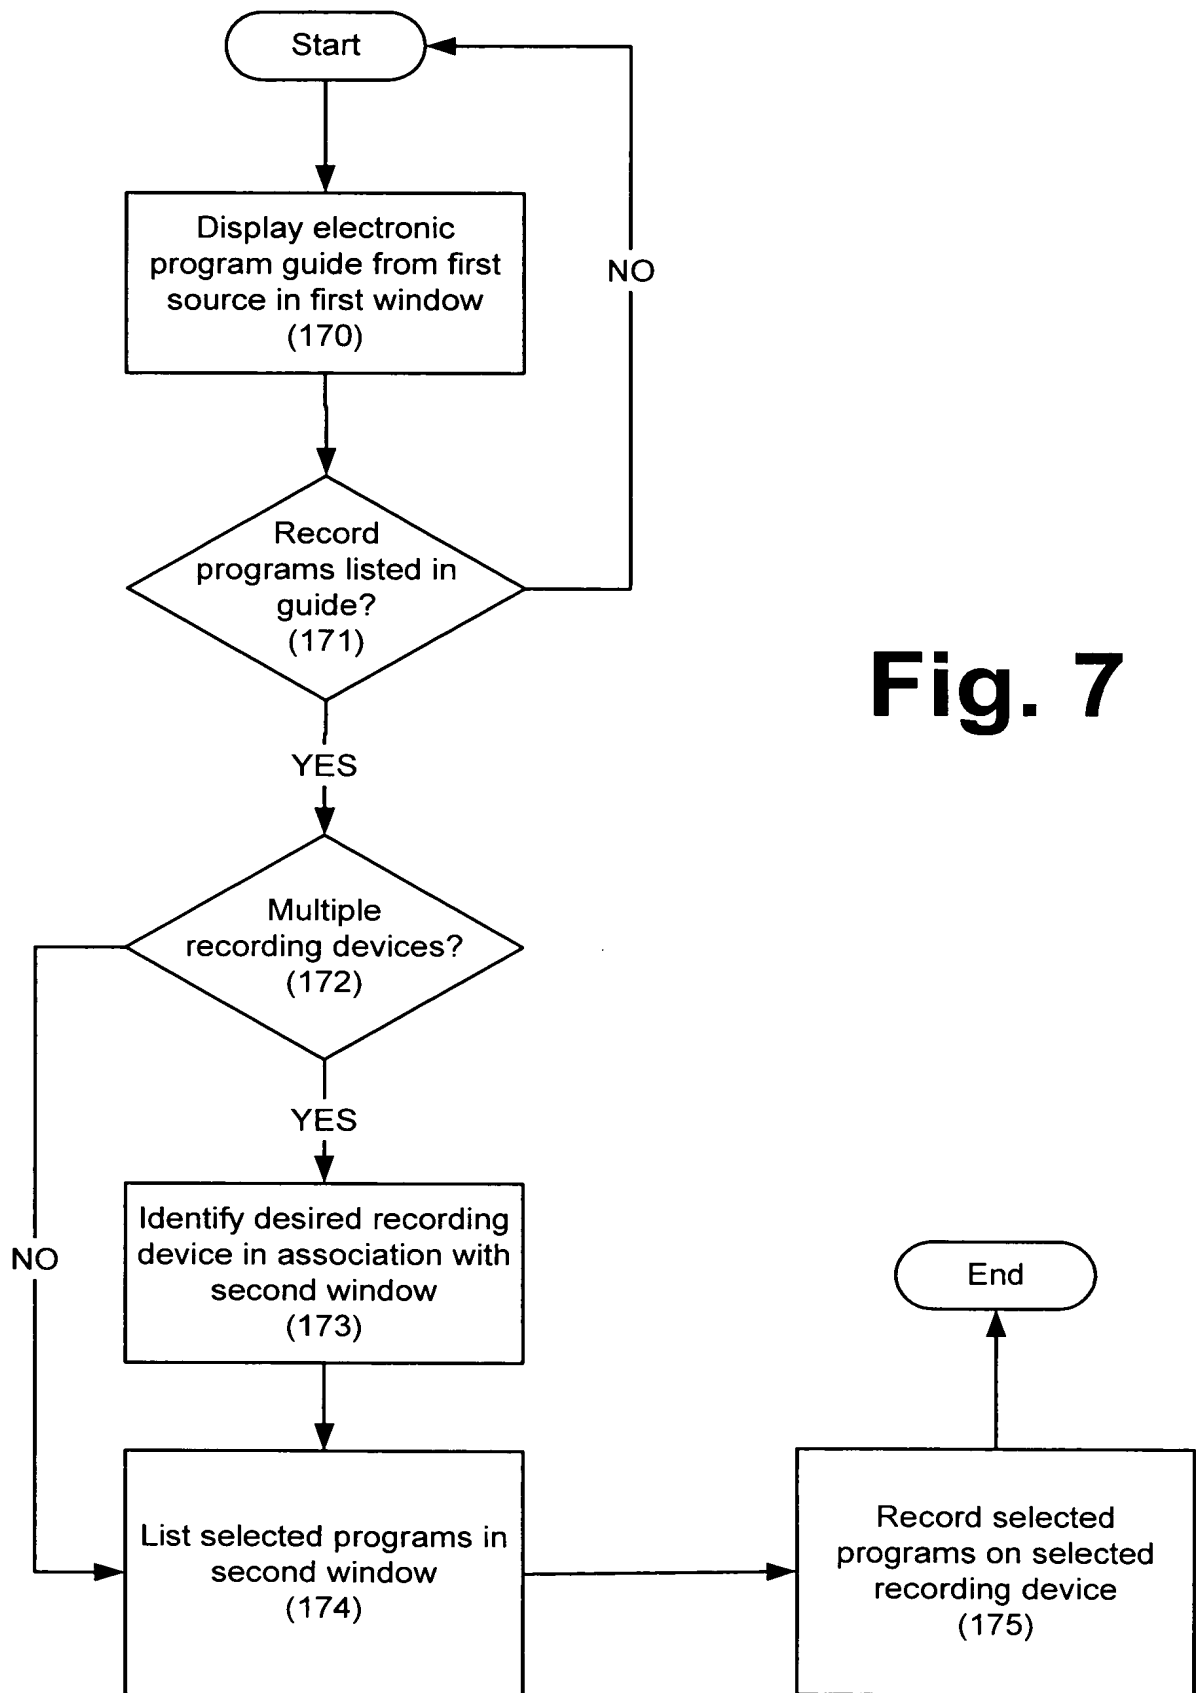 Start
Display electronic
program guide from first
source in first window
(170)
NO
Record
programs listed in
guide?
(171)
Fig. 7
YES
Multiple
recording devices?
(172)
YES
NO
Identify desired recording
device in association with
second window
(173)
End
List selected programs in
second window
(174)
Record selected
programs on selected
recording device
(175)